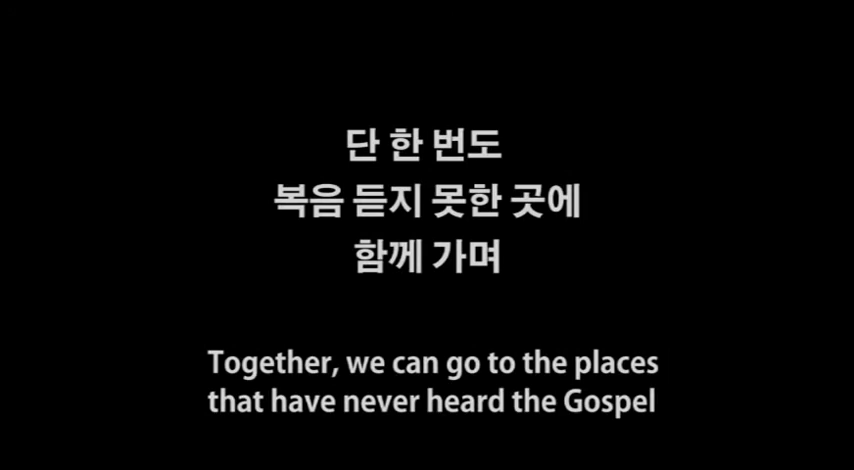 단 한 번도
복음 듣지 못한 곳에
함께 가며
Together, we can go to the places
that have never heard the Gospel